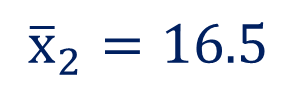 x̅₂ = 16.5